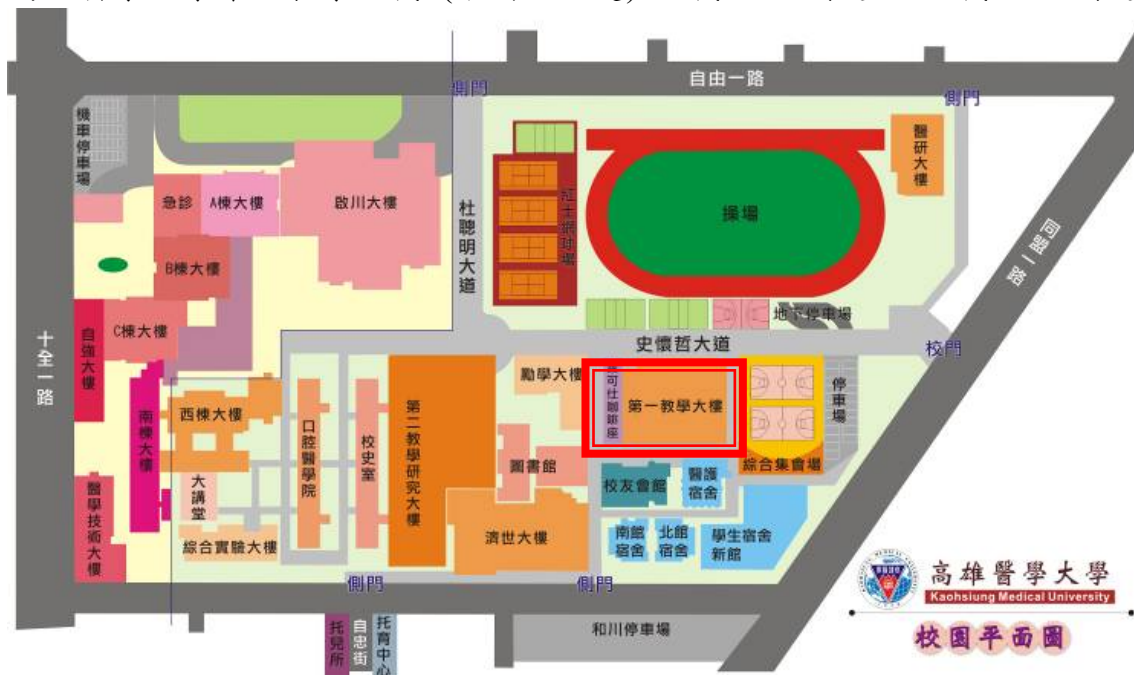 自由一路
側門
側門
機車停車場
醫研大樓
急診
A棟大樓
啟川大樓
杜聰明大道
紅土網球場
操場
同盟一路
B棟大樓
地下停車場
十全一路
自強大樓
C棟大樓
史懷哲大道
校門
勵學大樓
可仕咖啡座
第一教學大樓
停車場
南棟大樓
西棟大樓
口腔醫學院
校史室
第二教學研究大樓
圖書館
綜合集會場
校友會館
醫護宿舍
大講堂
醫學技術大樓
綜合實驗大樓
濟世大樓
南館宿舍
北館宿舍
學生宿舍新館
側門
側門
高雄醫學大學
Kaohsiung Medical University
托兒所
自忠街
托育中心
和川停車場
校園平面圖